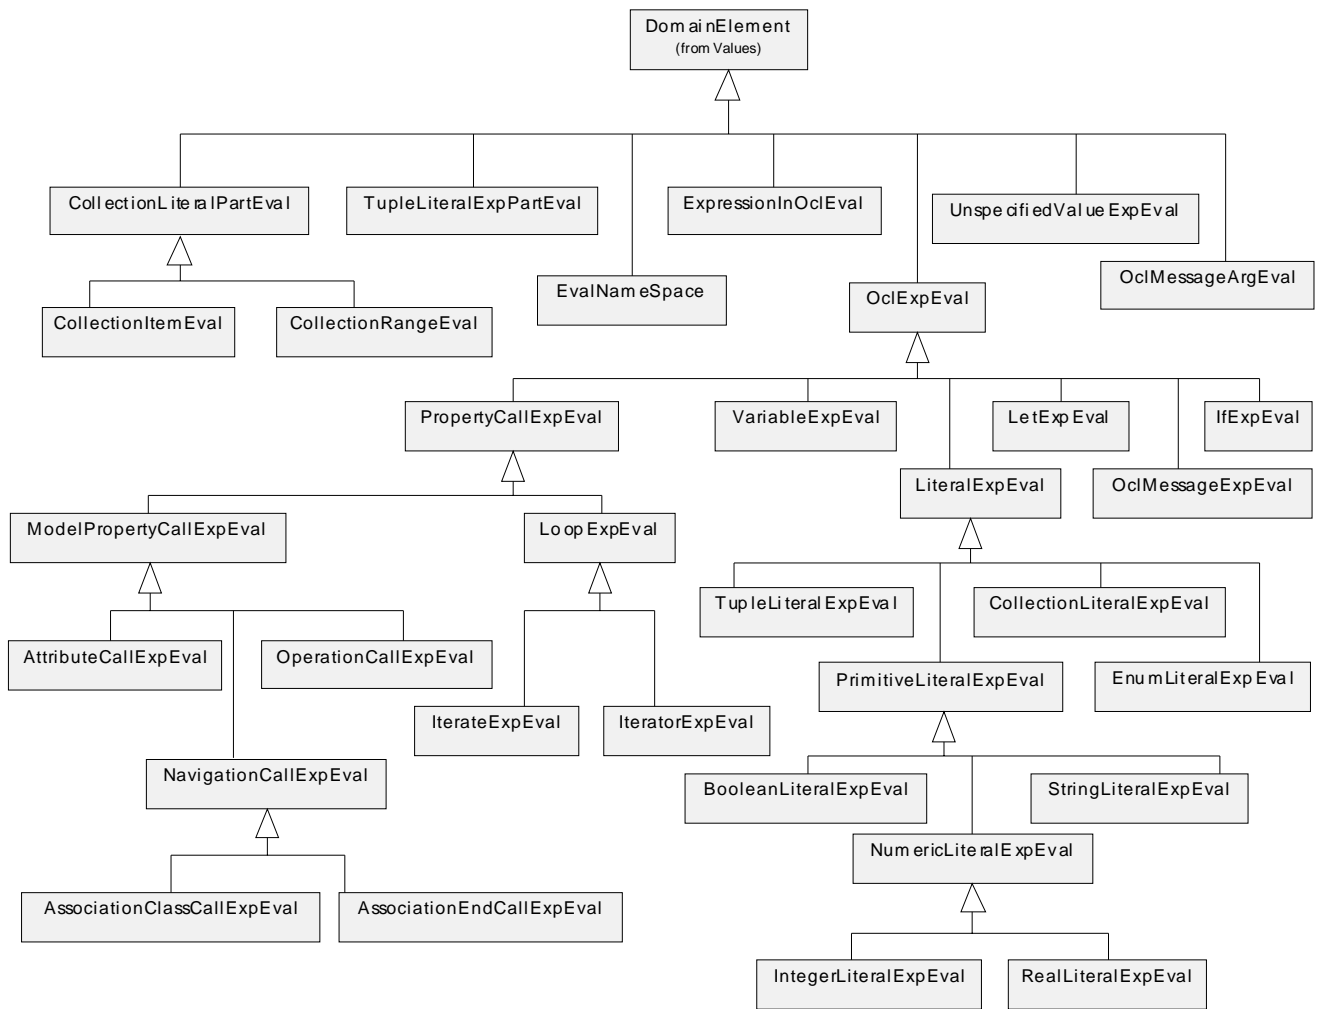 DomainElement
(from Values)
CollectionLiteralPartEval
TupleLiteralExpPartEval
ExpressionInOclEval
UnspecifiedValueExpEval
OclMessageArgEval
EvalNameSpace
OclExpEval
CollectionItemEval
CollectionRangeEval
PropertyCallExpEval
VariableExpEval
LetExpEval
IfExpEval
LiteralExpEval
OclMessageExpEval
ModelPropertyCallExpEval
LoopExpEval
TupleLiteralExpEval
CollectionLiteralExpEval
AttributeCallExpEval
OperationCallExpEval
PrimitiveLiteralExpEval
EnumLiteralExpEval
IterateExpEval
IteratorExpEval
NavigationCallExpEval
BooleanLiteralExpEval
StringLiteralExpEval
NumericLiteralExpEval
AssociationClassCallExpEval
AssociationEndCallExpEval
IntegerLiteralExpEval
RealLiteralExpEval